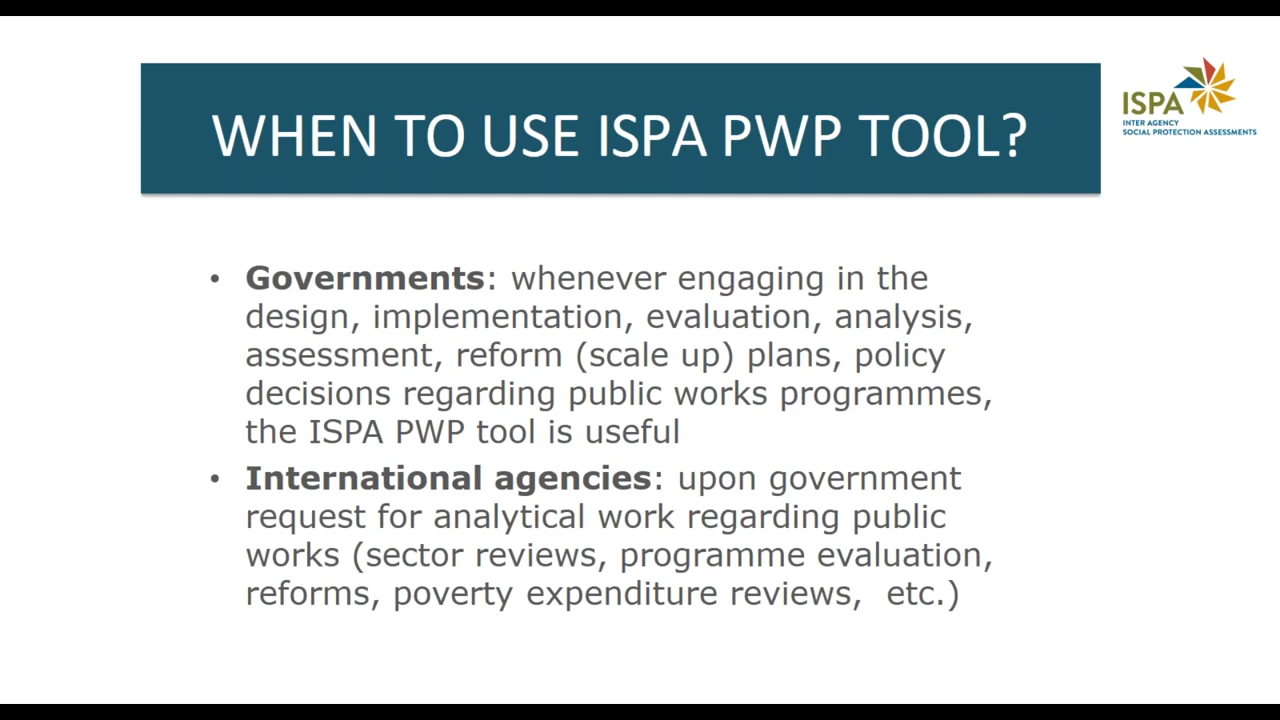 WHEN TO USE ISPA PWP TOOL?
ISPA
INTER AGENCY
SOCIAL PROTECTION ASSESSMENTS
• Governments: whenever engaging in the
design, implementation, evaluation, analysis,
assessment, reform (scale up) plans, policy
decisions regarding public works programmes,
the ISPA PWP tool is useful
• International agencies: upon government
request for analytical work regarding public
works (sector reviews, programme evaluation,
reforms, poverty expenditure reviews,  etc.)